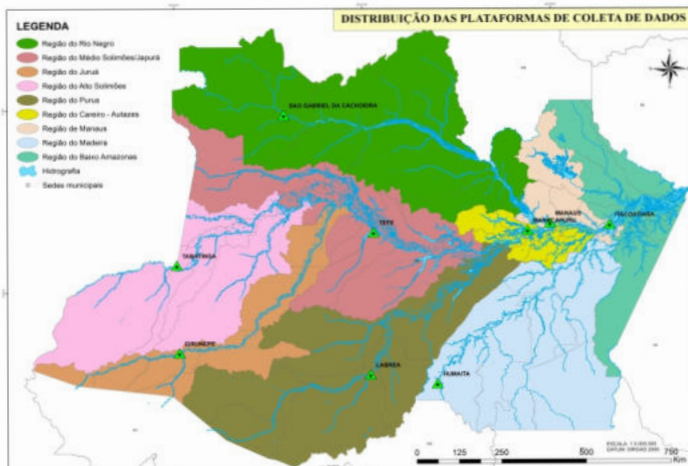 DISTRIBUIÇÃO DAS PLATAFORMAS DE COLETA DE DADOS
LEGENDA
Região do Rio Negro
Região do Médio Solimões/Japurá
Região do Juruá
Região do Alto Solimões
Região do Purus
Região do Careiro - Autazes
Região de Manaus
Região do Madeira
Região do Baixo Amazonas
Hidrografia
Sedes municipais
SAO GABRIEL DA CACHOEIRA
MANAUS
MANACAPURU
ITACOATIARA
TEFE
TABATINGA
EIRUNEPE
LABREA
HUMAITA
0 125 250 500 750
Km